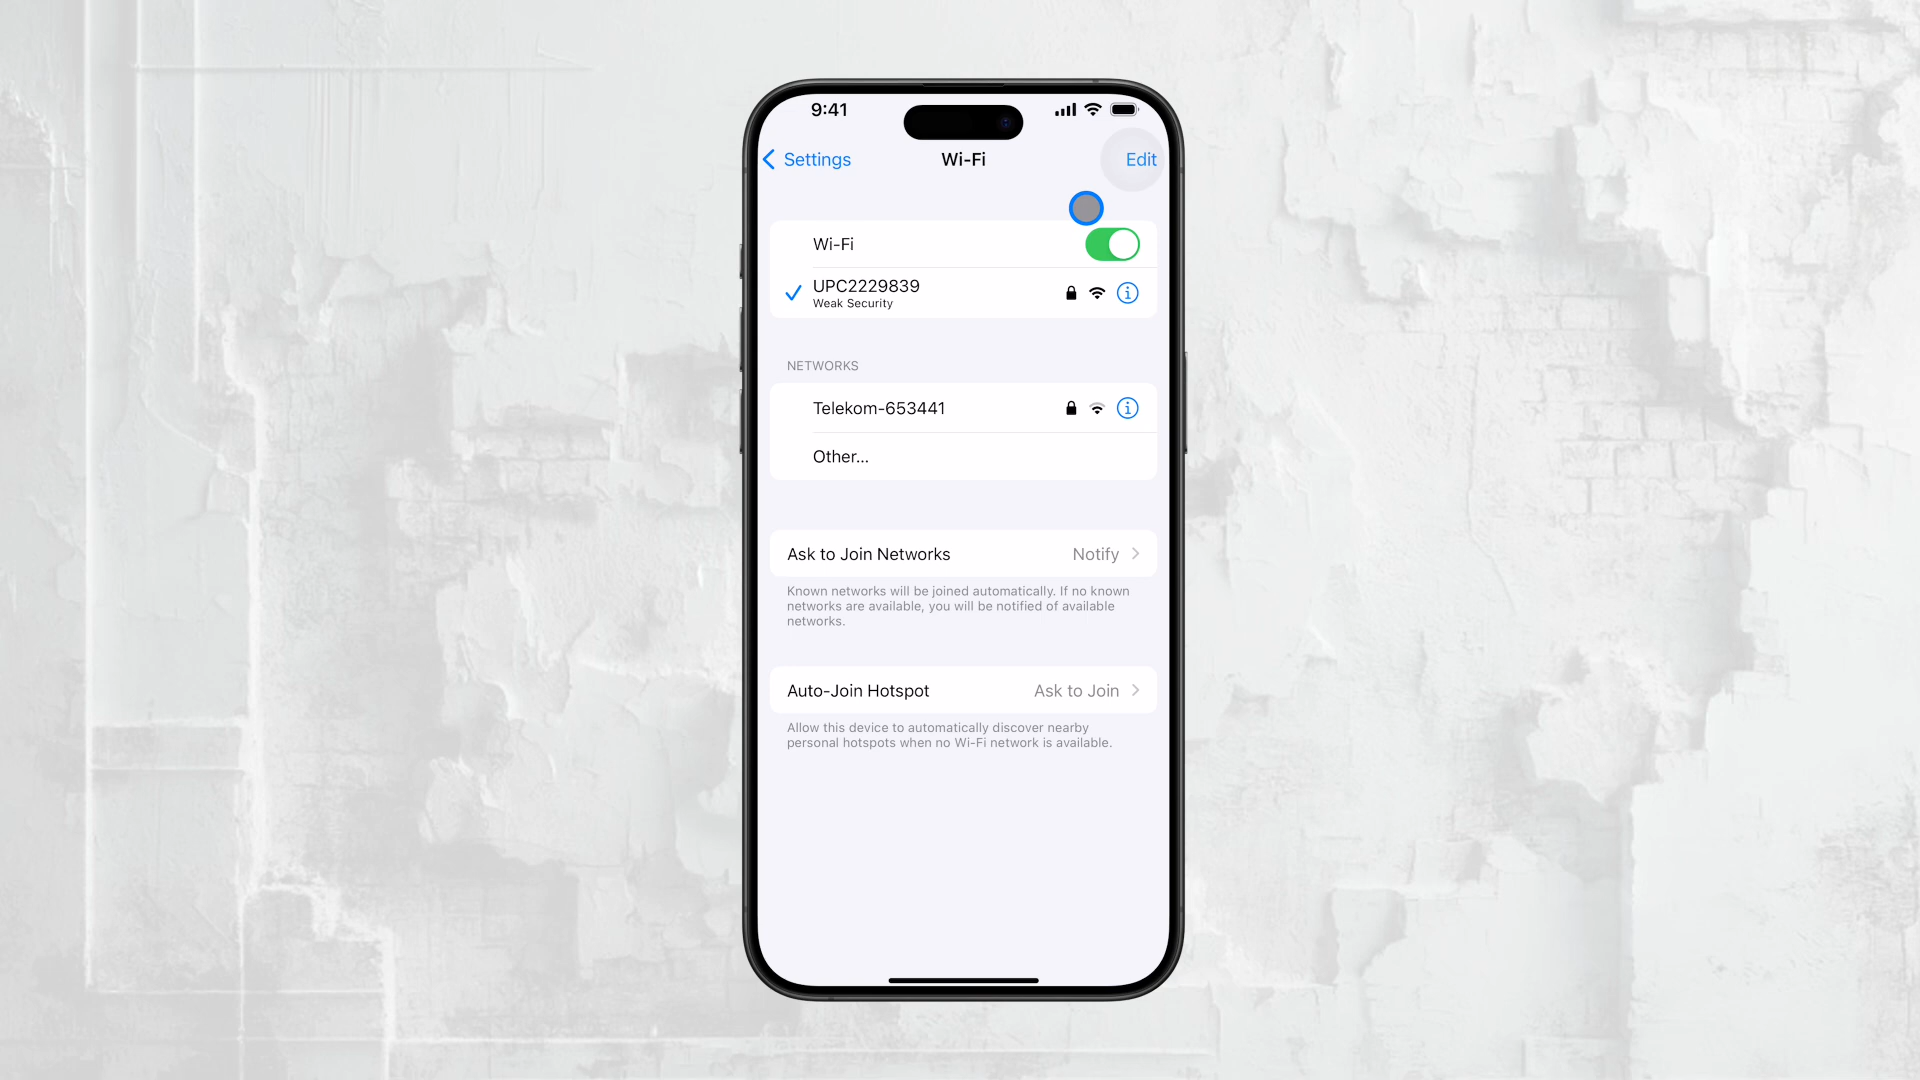 9:41
Settings
Wi-Fi
Edit
Wi-Fi
UPC2229839
Weak Security
NETWORKS
Telekom-653441
Other...
Ask to Join Networks Notify
Known networks will be joined automatically. If no known
networks are available, you will be notified of available
networks.
Auto-Join Hotspot Ask to Join
Allow this device to automatically discover nearby
personal hotspots when no Wi-Fi network is available.